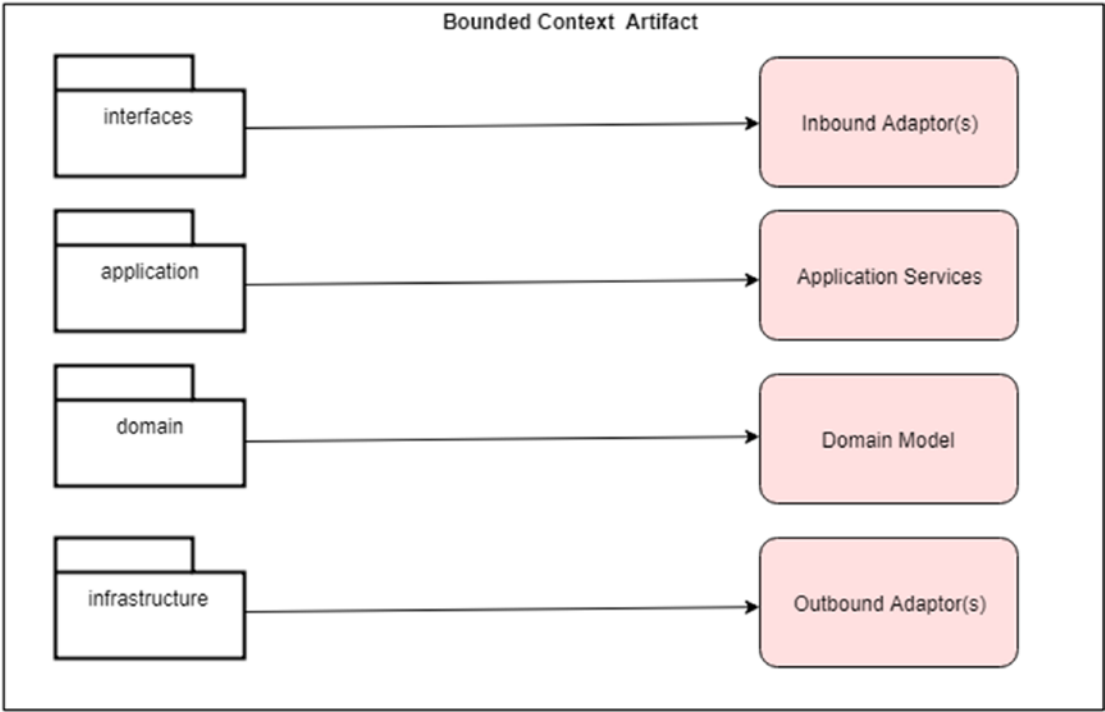 Bounded Context Artifact
interfaces
Inbound Adaptor(s)
application
Application Services
domain
Domain Model
infrastructure
Outbound Adaptor(s)